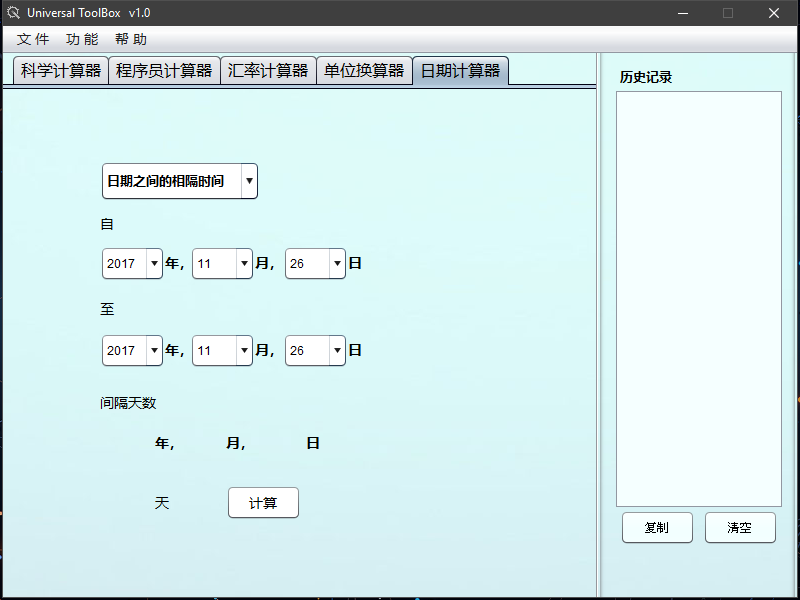 Universal ToolBox v1.0
文件 功能 帮助
科学计算器 程序员计算器 汇率计算器 单位换算器 日期计算器
历史记录
日期之间的相隔时间
自
2017 年, 11 月, 26 日
至
2017 年, 11 月, 26 日
间隔天数
年, 月, 日
天 计算
复制 清空